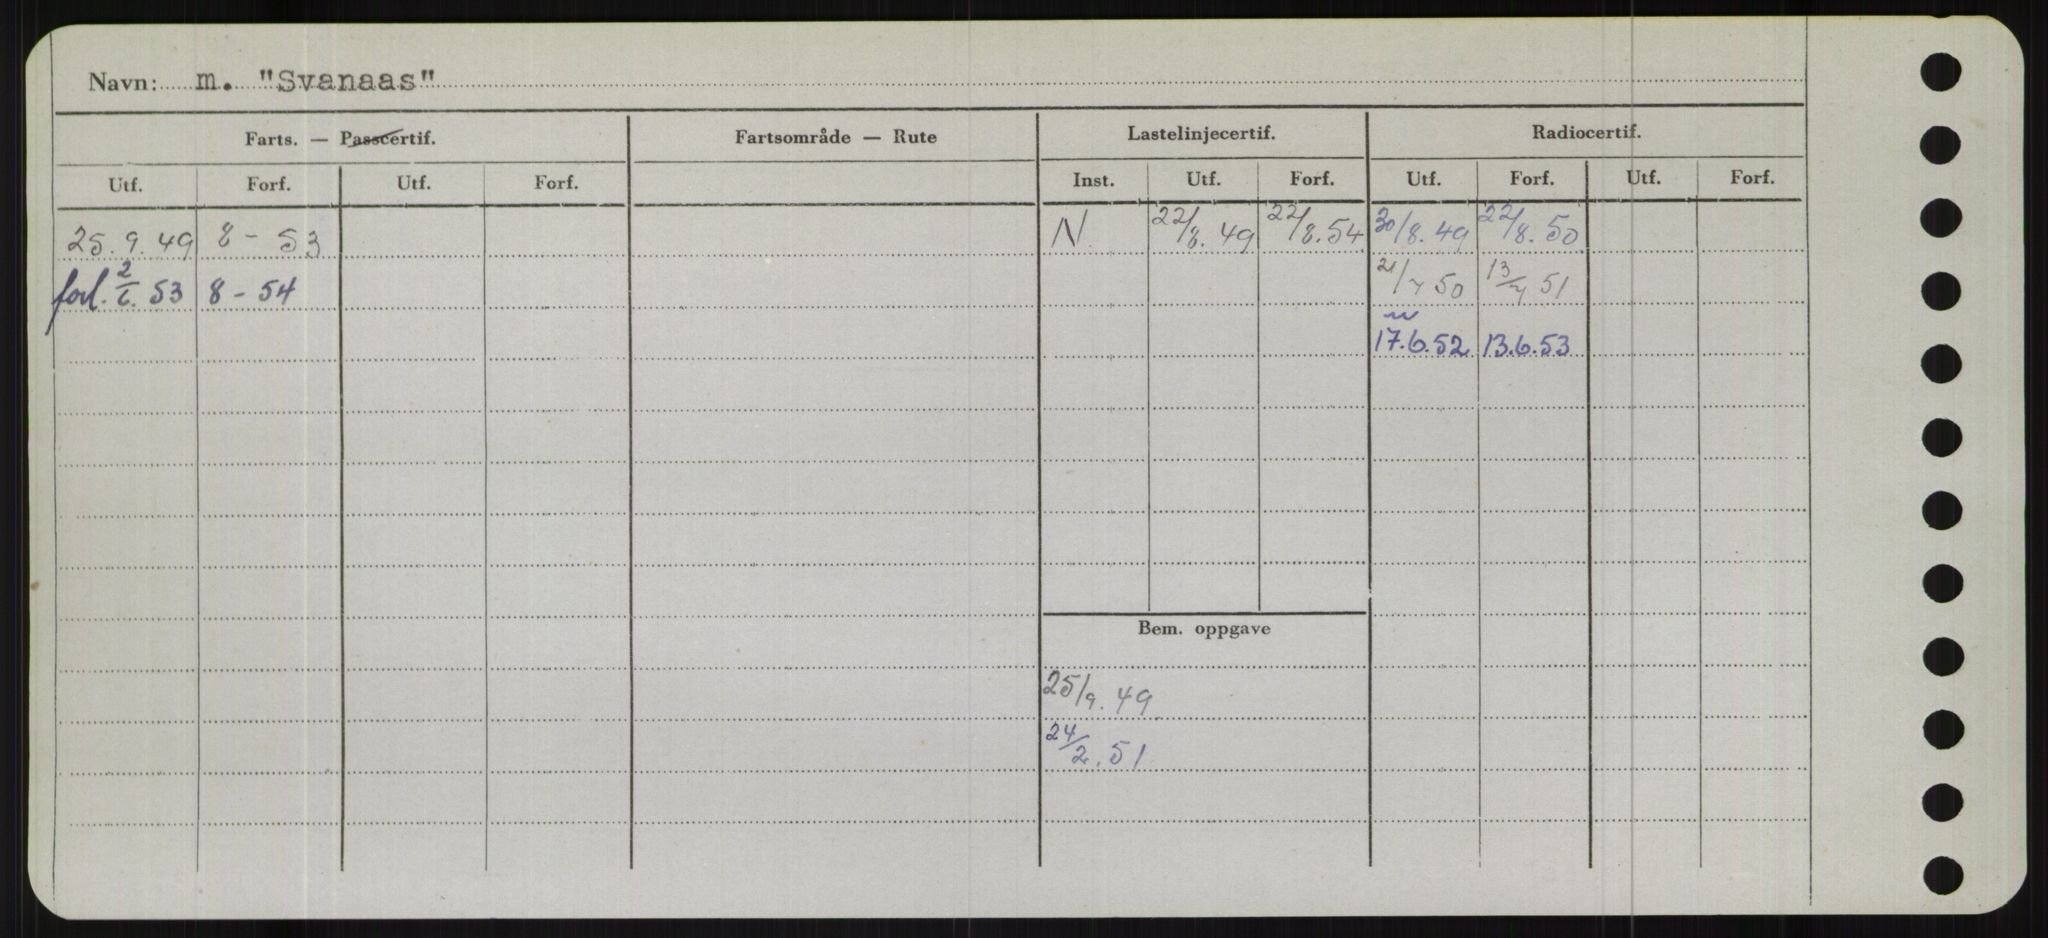 Navn: m. "Svanaas"
Farts. — Passcertif. Fartsområde — Rute Lastelinjecertif. Radiocertif.
Utf. Forf. Utf. Forf. Inst. Utf. Forf. Utf. Forf. Utf. Forf.
25. 9. 49 8 - 53 N 22/8. 49 22/8. 54 30/8. 49 22/8. 50
forl. 2/6. 53 8 - 54 21/7 50 13/7 51
17.6.52 13.6.53
Bem. oppgave
25/9. 49
24/2. 51